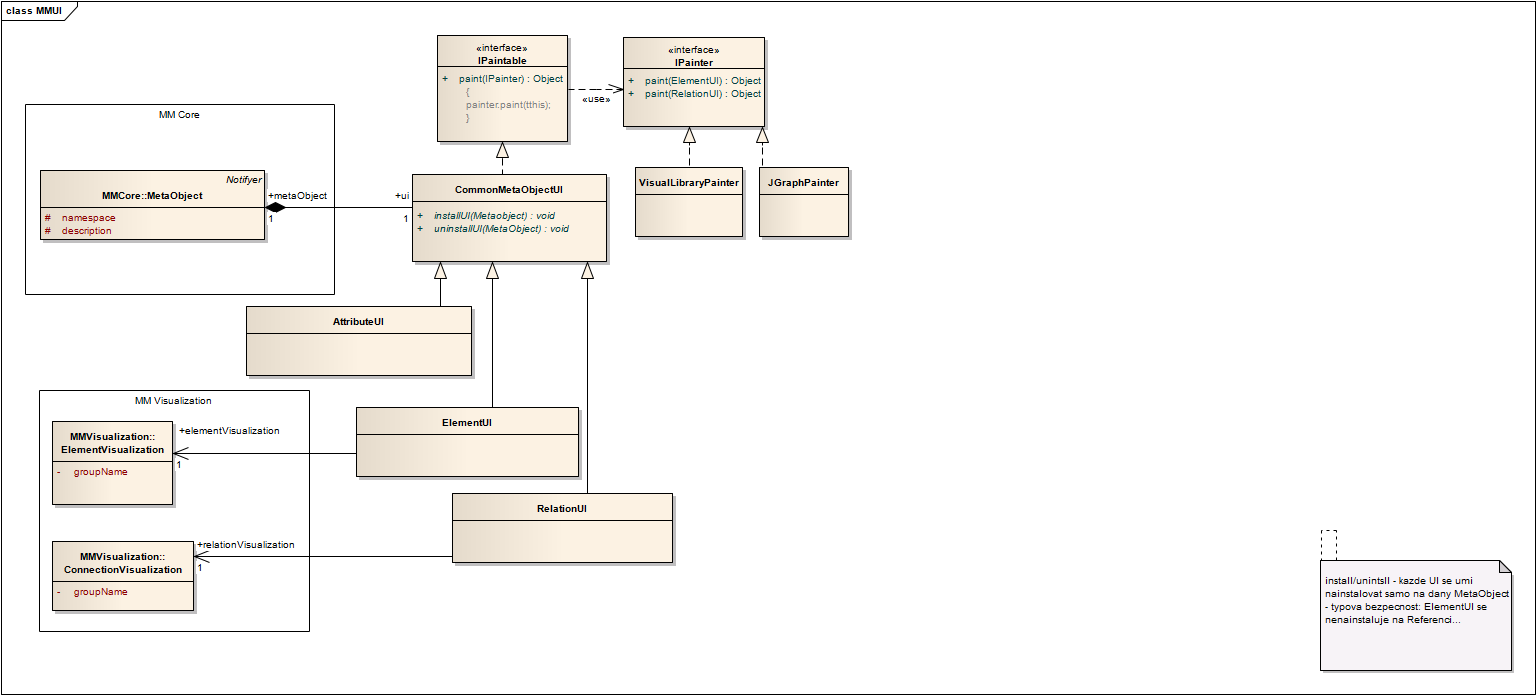 class MMUI
«interface»
IPaintable
+ paint(IPainter) : Object
{
painter.paint(tthis);
}
«use»
«interface»
IPainter
+ paint(ElementUI) : Object
+ paint(RelationUI) : Object
MM Core
Notifyer
MMCore::MetaObject
# namespace
# description
+metaObject
1
+ui
1
CommonMetaObjectUI
+ installUI(Metaobject) : void
+ uninstallUI(MetaObject) : void
VisualLibraryPainter
JGraphPainter
AttributeUI
MM Visualization
MMVisualization::
ElementVisualization
- groupName
+elementVisualization
1
ElementUI
RelationUI
MMVisualization::
ConnectionVisualization
- groupName
+relationVisualization
1
install/unintsll - kazde UI se umi
nainstalovat samo na dany MetaObject
- typova bezpecnost: ElementUI se
nenainstaluje na Referenci...